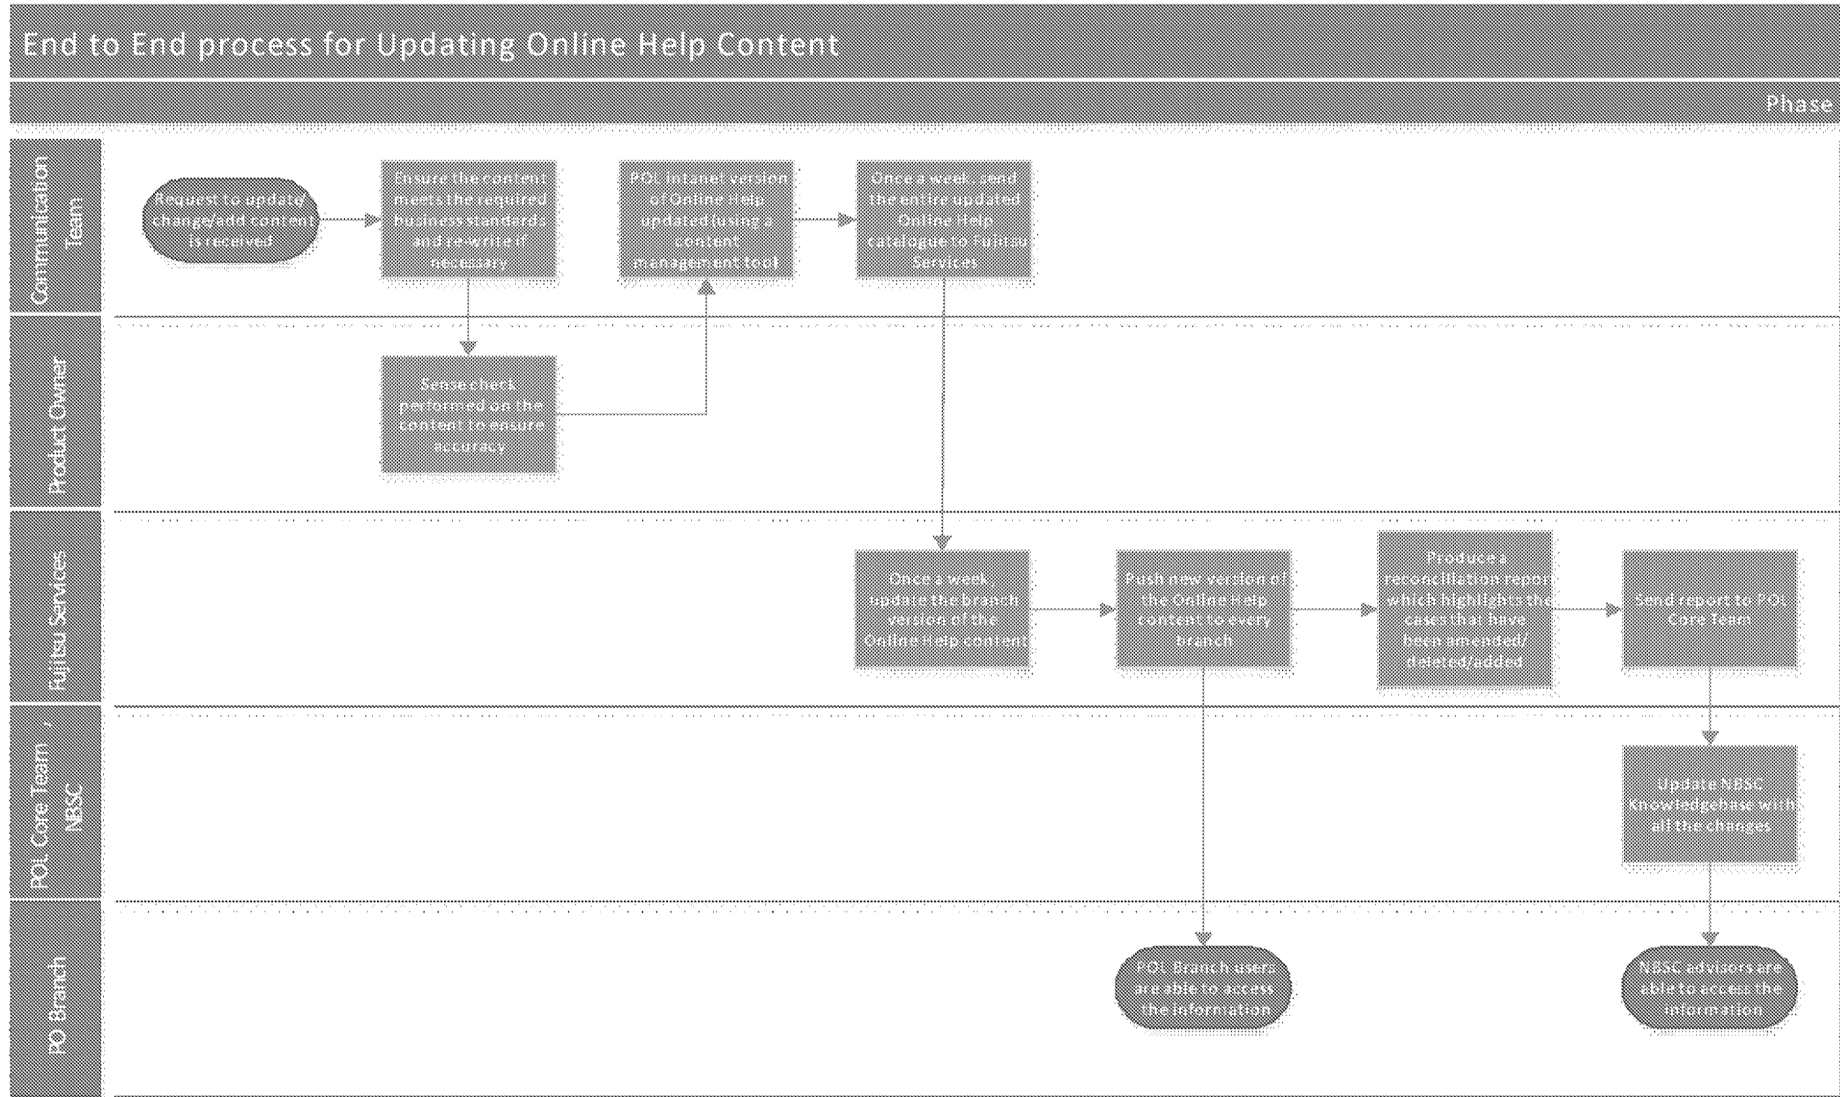 End to End process for Updating Online Help Content
Phase
Communication
Team
Request to update/
change/add content
is received
Ensure the content
meets the required
business standards
and re-write if
necessary
POL intanet version
of Online Help
updated (using a
content
management tool
Once a week, send
the entire updated
Online Help
catalogue to Fujitsu
Services
Product Owner
Sense check
performed on the
content to ensure
accuracy
Fujitsu Services
Once a week,
update the branch
version of the
Online Help content
Push new version of
the Online Help
content to every
branch
Produce a
reconciliation report
which highlights the
cases that have
been amended/
deleted/added
Send report to POL
Core Team
POL Core Team ,
NBSC
Update NBSC
Knowledgebase with
all the changes
PO Branch
POL Branch users
are able to access
the information
NBSC advisors are
able to access the
information